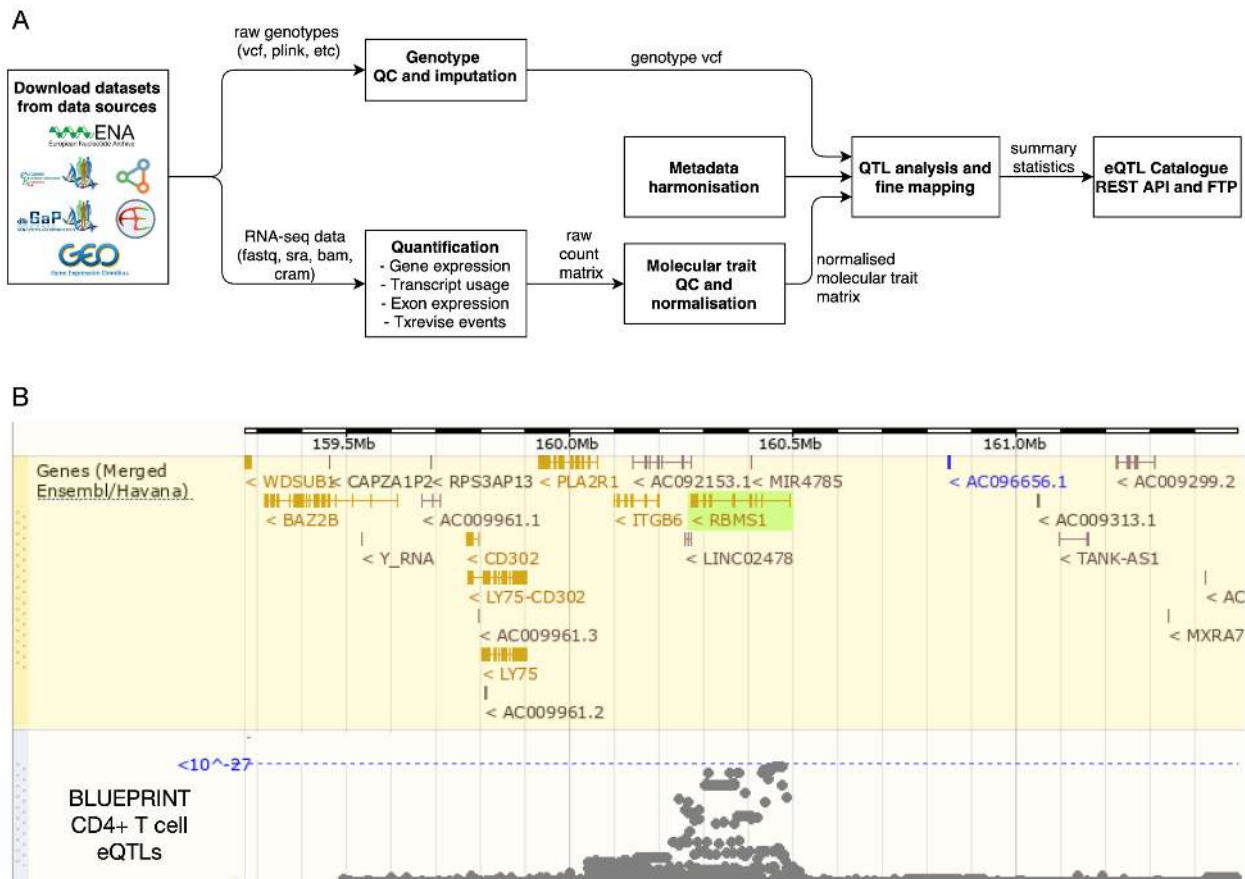 A
Download datasets
from data sources
ENA
European Nucleotide Archive
dbGaP
GEO
Gene Expression Omnibus
raw genotypes
(vcf, plink, etc)
Genotype
QC and imputation
genotype vcf
RNA-seq data
(fastq, sra, bam,
cram)
Quantification
- Gene expression
- Transcript usage
- Exon expression
- Txrevise events
raw
count
matrix
Metadata
harmonisation
Molecular trait
QC and
normalisation
normalised
molecular trait
matrix
QTL analysis and
fine mapping
summary
statistics
eQTL Catalogue
REST API and FTP
B
159.5Mb 160.0Mb 160.5Mb 161.0Mb
Genes (Merged
Ensembl/Havana)
< WDSUB1 < CAPZA1P2 < RPS3AP13 < PLA2R1 < AC092153.1 < MIR4785 < AC096656.1 < AC009299.2
< BAZ2B < AC009961.1 < ITGB6 < RBMS1 < AC009313.1
< Y_RNA < CD302 < LINC02478 < TANK-AS1
< LY75-CD302 < AC
< AC009961.3 < MXRA7
< LY75
< AC009961.2
<10^-27
BLUEPRINT
CD4+ T cell
eQTLs